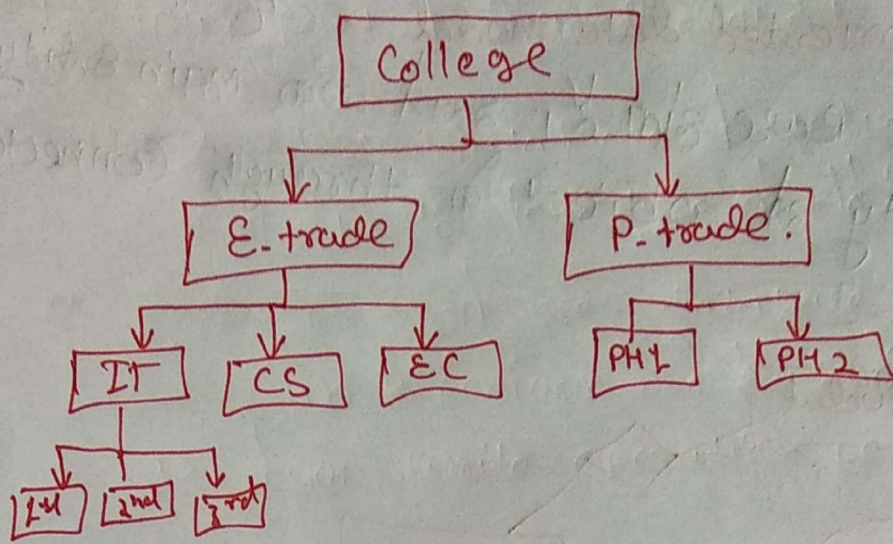 College
E-trade
P-trade.
IT
CS
EC
PH1
PH2
1st
2nd
3rd